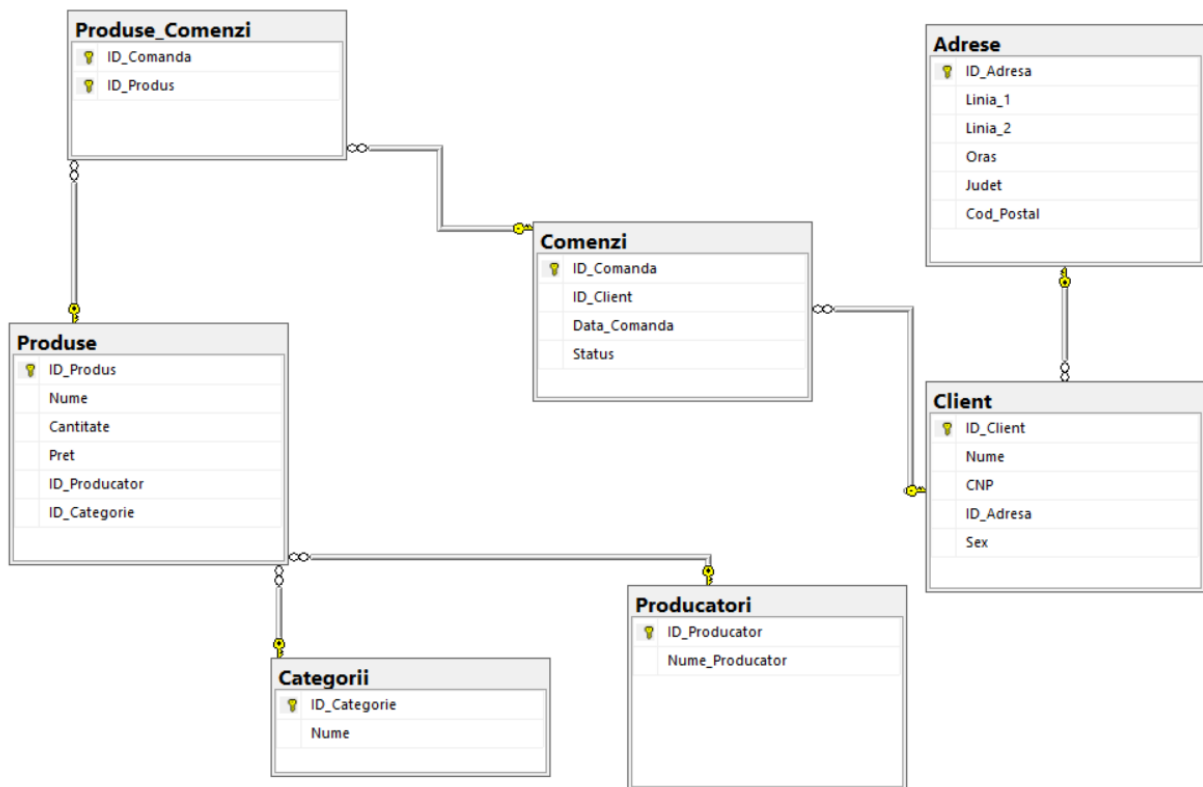 Produse_Comenzi
ID_Comanda
ID_Produs
Adrese
ID_Adresa
Linia_1
Linia_2
Oras
Judet
Cod_Postal
Comenzi
ID_Comanda
ID_Client
Data_Comanda
Status
Produse
ID_Produs
Nume
Cantitate
Pret
ID_Producator
ID_Categorie
Client
ID_Client
Nume
CNP
ID_Adresa
Sex
Producatori
ID_Producator
Nume_Producator
Categorii
ID_Categorie
Nume